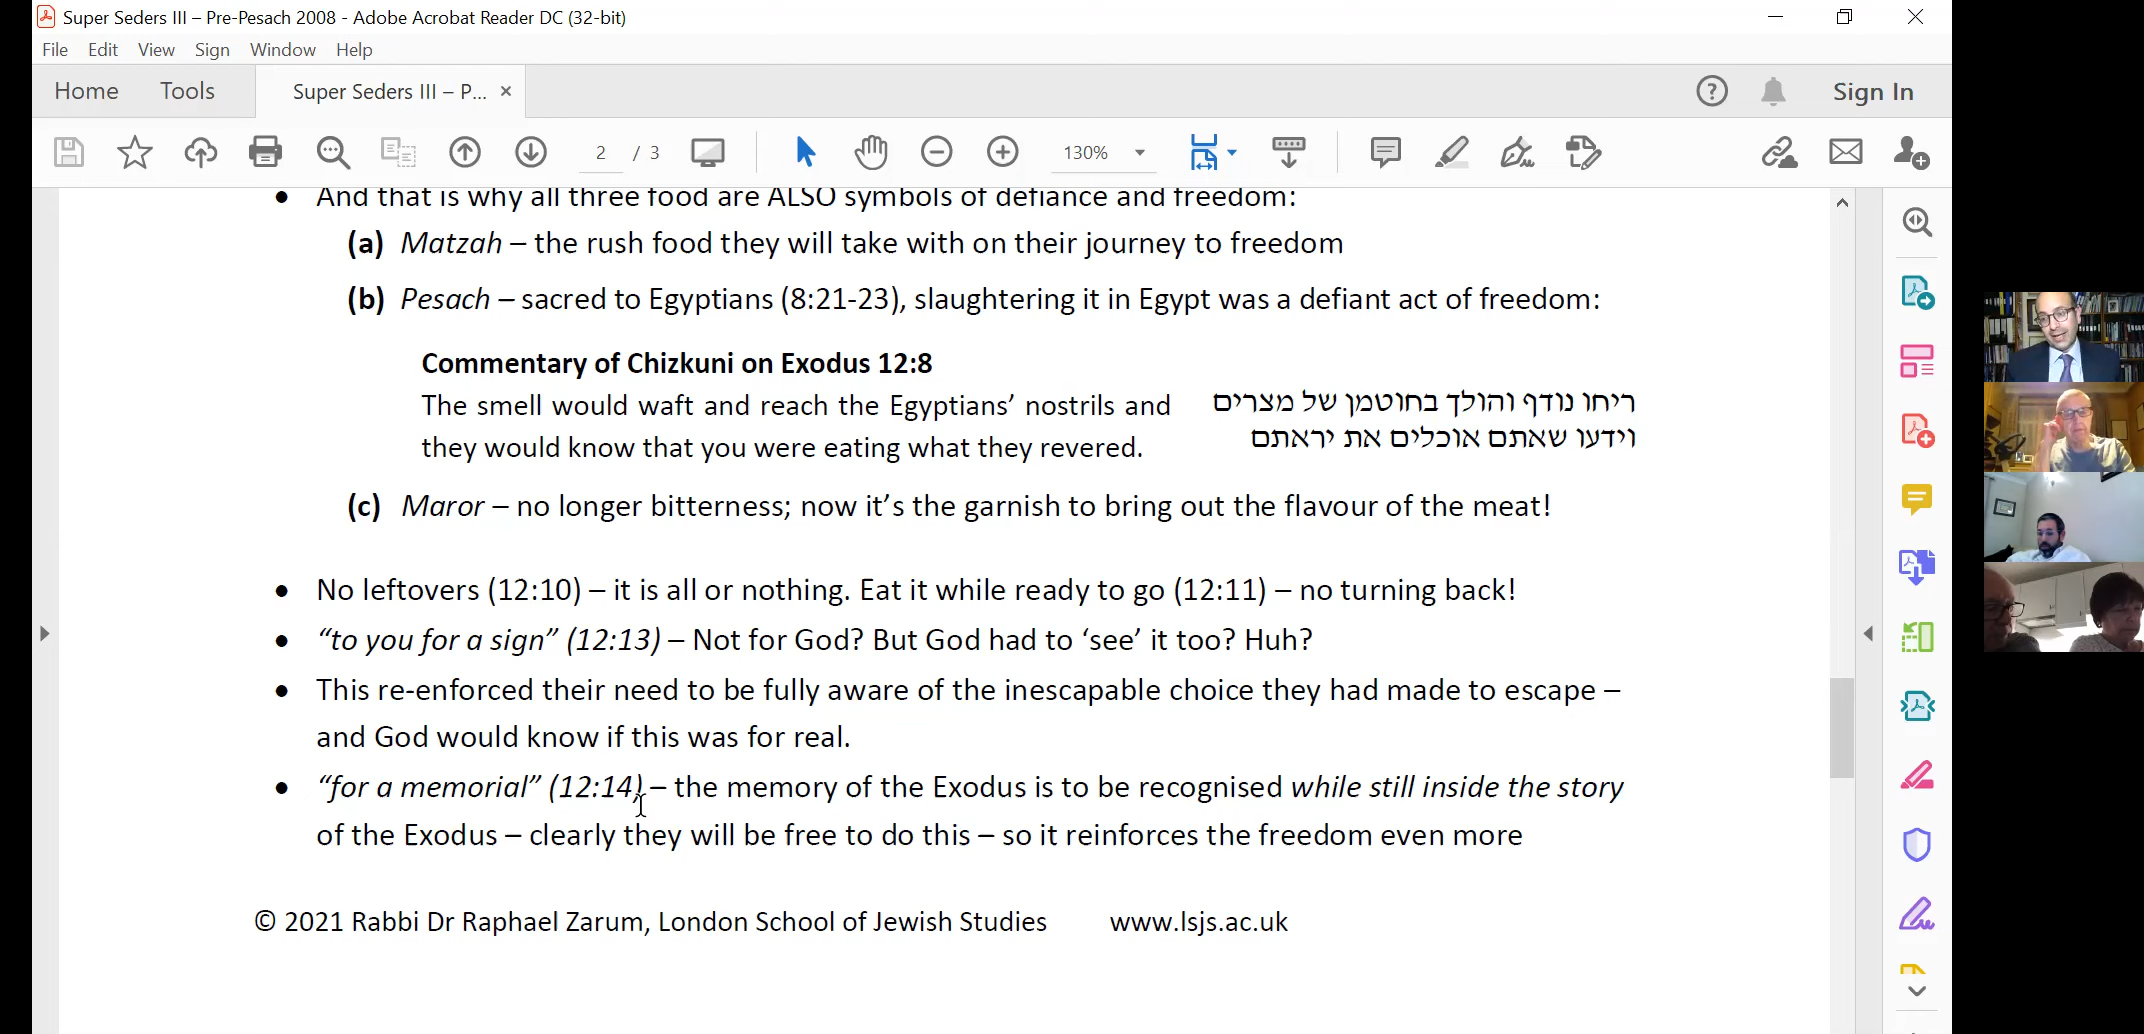 Super Seders III – Pre-Pesach 2008 - Adobe Acrobat Reader DC (32-bit)
File Edit View Sign Window Help
Home Tools Super Seders III – P... × Sign In
2 / 3 130%
• And that is why all three food are ALSO symbols of defiance and freedom:
(a) Matzah – the rush food they will take with on their journey to freedom
(b) Pesach – sacred to Egyptians (8:21-23), slaughtering it in Egypt was a defiant act of freedom:
Commentary of Chizkuni on Exodus 12:8
The smell would waft and reach the Egyptians’ nostrils and
they would know that you were eating what they revered.
ריחו נודף והולך בחוטמן של מצרים
וידעו שאתם אוכלים את יראתם
(c) Maror – no longer bitterness; now it’s the garnish to bring out the flavour of the meat!
• No leftovers (12:10) – it is all or nothing. Eat it while ready to go (12:11) – no turning back!
• “to you for a sign” (12:13) – Not for God? But God had to ‘see’ it too? Huh?
• This re-enforced their need to be fully aware of the inescapable choice they had made to escape –
and God would know if this was for real.
• “for a memorial” (12:14) – the memory of the Exodus is to be recognised while still inside the story
of the Exodus – clearly they will be free to do this – so it reinforces the freedom even more
© 2021 Rabbi Dr Raphael Zarum, London School of Jewish Studies www.lsjs.ac.uk